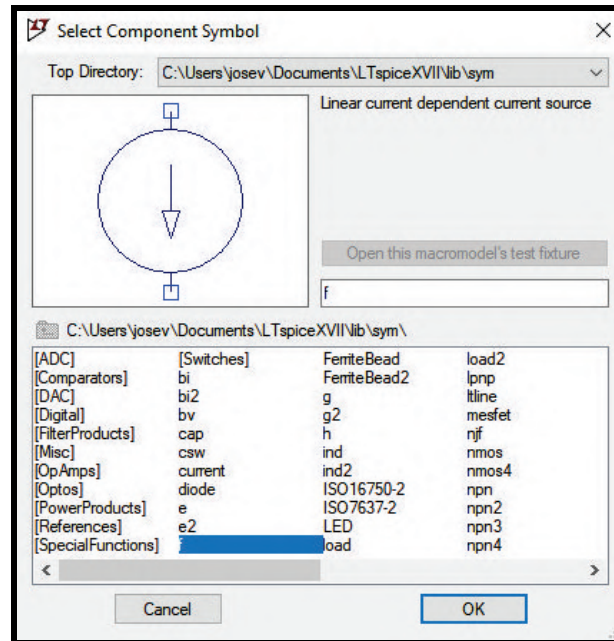 Select Component Symbol
Top Directory: C:\Users\josev\Documents\LTspiceXVII\lib\sym
Linear current dependent current source
Open this macromodel's test fixture
f
C:\Users\josev\Documents\LTspiceXVII\lib\sym\
[ADC] [Switches] FerriteBead load2
[Comparators] bi FerriteBead2 lpnp
[DAC] bi2 g ltline
[Digital] bv g2 mesfet
[FilterProducts] cap h njf
[Misc] csw ind nmos
[OpAmps] current ind2 nmos4
[Optos] diode ISO16750-2 npn
[PowerProducts] e ISO7637-2 npn2
[References] e2 LED npn3
[SpecialFunctions] f load npn4
Cancel OK